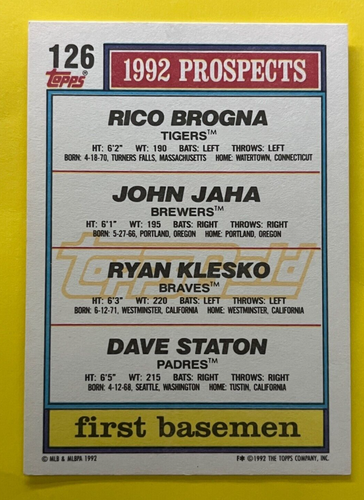 126
Topps®
1992 PROSPECTS
RICO BROGNA
TIGERS™
HT: 6'2" WT: 190 BATS: LEFT THROWS: LEFT
BORN: 4-18-70, TURNERS FALLS, MASSACHUSETTS HOME: WATERTOWN, CONNECTICUT
JOHN JAHA
BREWERS™
HT: 6'1" WT: 195 BATS: RIGHT THROWS: RIGHT
BORN: 5-27-66, PORTLAND, OREGON HOME: PORTLAND, OREGON
ToppsGold
RYAN KLESKO
BRAVES™
HT: 6'3" WT: 220 BATS: LEFT THROWS: LEFT
BORN: 6-12-71, WESTMINSTER, CALIFORNIA HOME: WESTMINSTER, CALIFORNIA
DAVE STATON
PADRES™
HT: 6'5" WT: 215 BATS: RIGHT THROWS: RIGHT
BORN: 4-12-68, SEATTLE, WASHINGTON HOME: TUSTIN, CALIFORNIA
first basemen
© MLB & MLBPA 1992 F* © 1992 THE TOPPS COMPANY, INC.